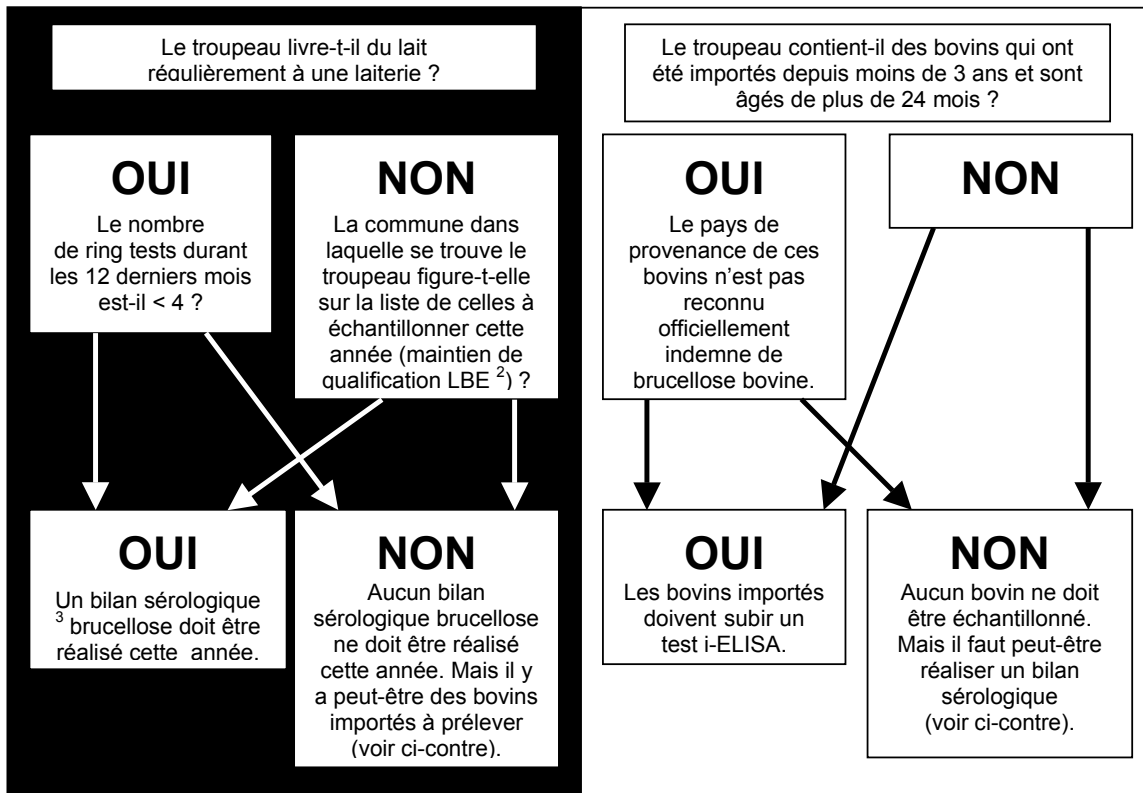 Le troupeau livre-t-il du lait
régulièrement à une laiterie ?
OUI
Le nombre
de ring tests durant
les 12 derniers mois
est-il < 4 ?
NON
La commune dans
laquelle se trouve le
troupeau figure-t-elle
sur la liste de celles à
échantillonner cette
année (maintien de
qualification LBE 2) ?
OUI
Un bilan sérologique
3 brucellose doit être
réalisé cette année.
NON
Aucun bilan
sérologique brucellose
ne doit être réalisé
cette année. Mais il y
a peut-être des bovins
importés à prélever
(voir ci-contre).
Le troupeau contient-il des bovins qui ont
été importés depuis moins de 3 ans et sont
âgés de plus de 24 mois ?
OUI
Le pays de
provenance de ces
bovins n’est pas
reconnu
officiellement
indemne de
brucellose bovine.
NON
OUI
Les bovins importés
doivent subir un
test i-ELISA.
NON
Aucun bovin ne doit
être échantillonné.
Mais il faut peut-être
réaliser un bilan
sérologique
(voir ci-contre).